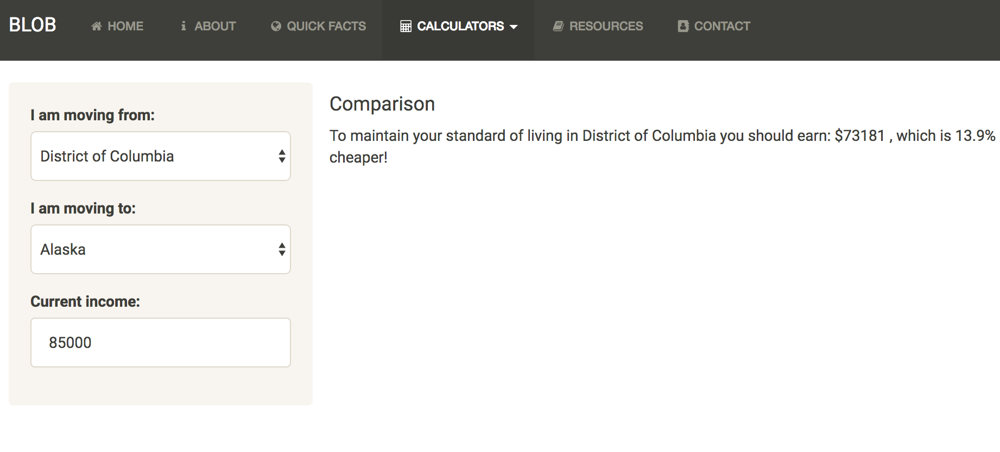 BLOB HOME ABOUT QUICK FACTS CALCULATORS RESOURCES CONTACT
I am moving from:
District of Columbia
I am moving to:
Alaska
Current income:
85000
Comparison
To maintain your standard of living in District of Columbia you should earn: $73181 , which is 13.9%
cheaper!